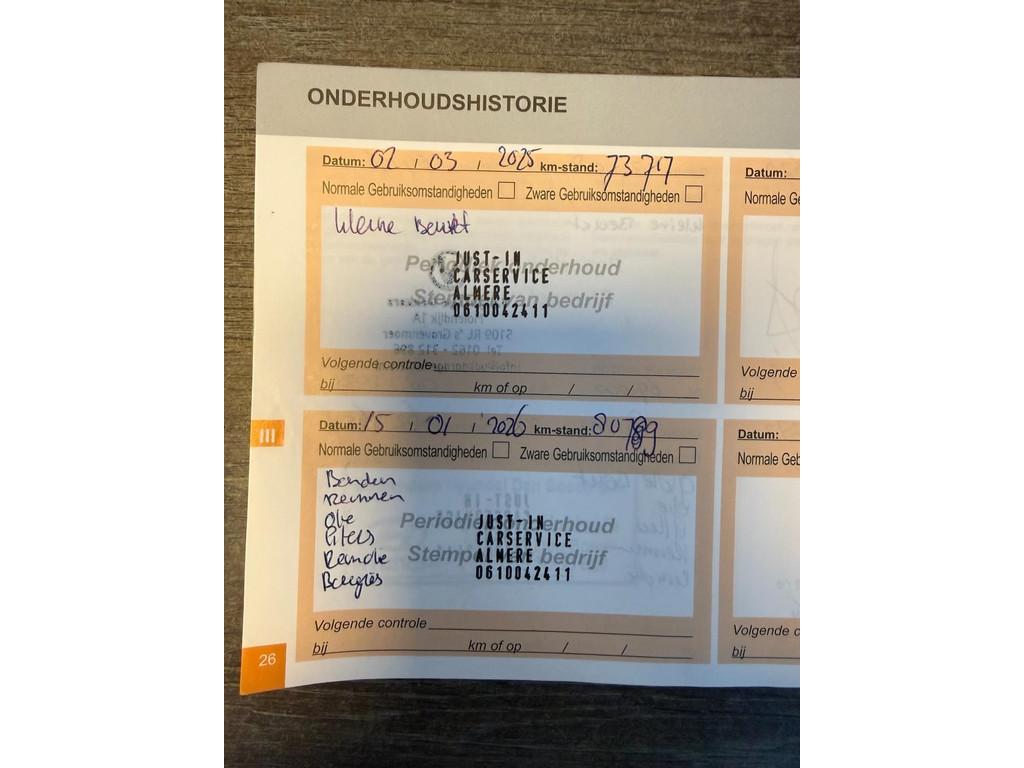 ONDERHOUDSHISTORIE
Datum: 02 / 03 / 2025 km-stand: 73717
Normale Gebruiksomstandigheden Zware Gebruiksomstandigheden
Kleine Beurt
Periodiek onderhoud
Stempel van bedrijf
JUST-IN
CARSERVICE
ALMERE
0610042411
Volgende controle
bij km of op / /
Datum: 15 / 01 / 2026 km-stand:
Normale Gebruiksomstandigheden Zware Gebruiksomstandigheden
Banden
Remmen
Olie
Filters
Bougies
Periodiek onderhoud
Stempel van bedrijf
JUST-IN
CARSERVICE
ALMERE
0610042411
Volgende controle
bij km of op / /
Datum:
Normale Ge
Volgende
bij
Datum:
Normale Geb
Volgende c
bij
III
26